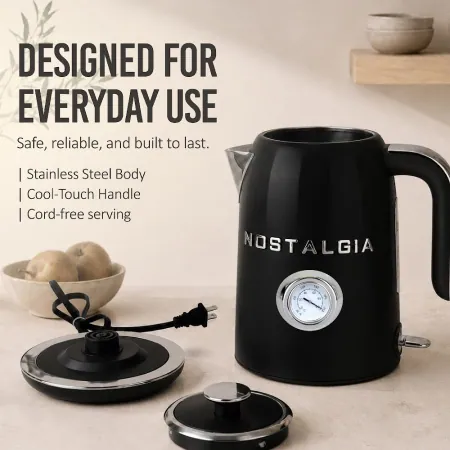 DESIGNED FOR
EVERYDAY USE
Safe, reliable, and built to last.
| Stainless Steel Body
| Cool-Touch Handle
| Cord-free serving
NOSTALGIA